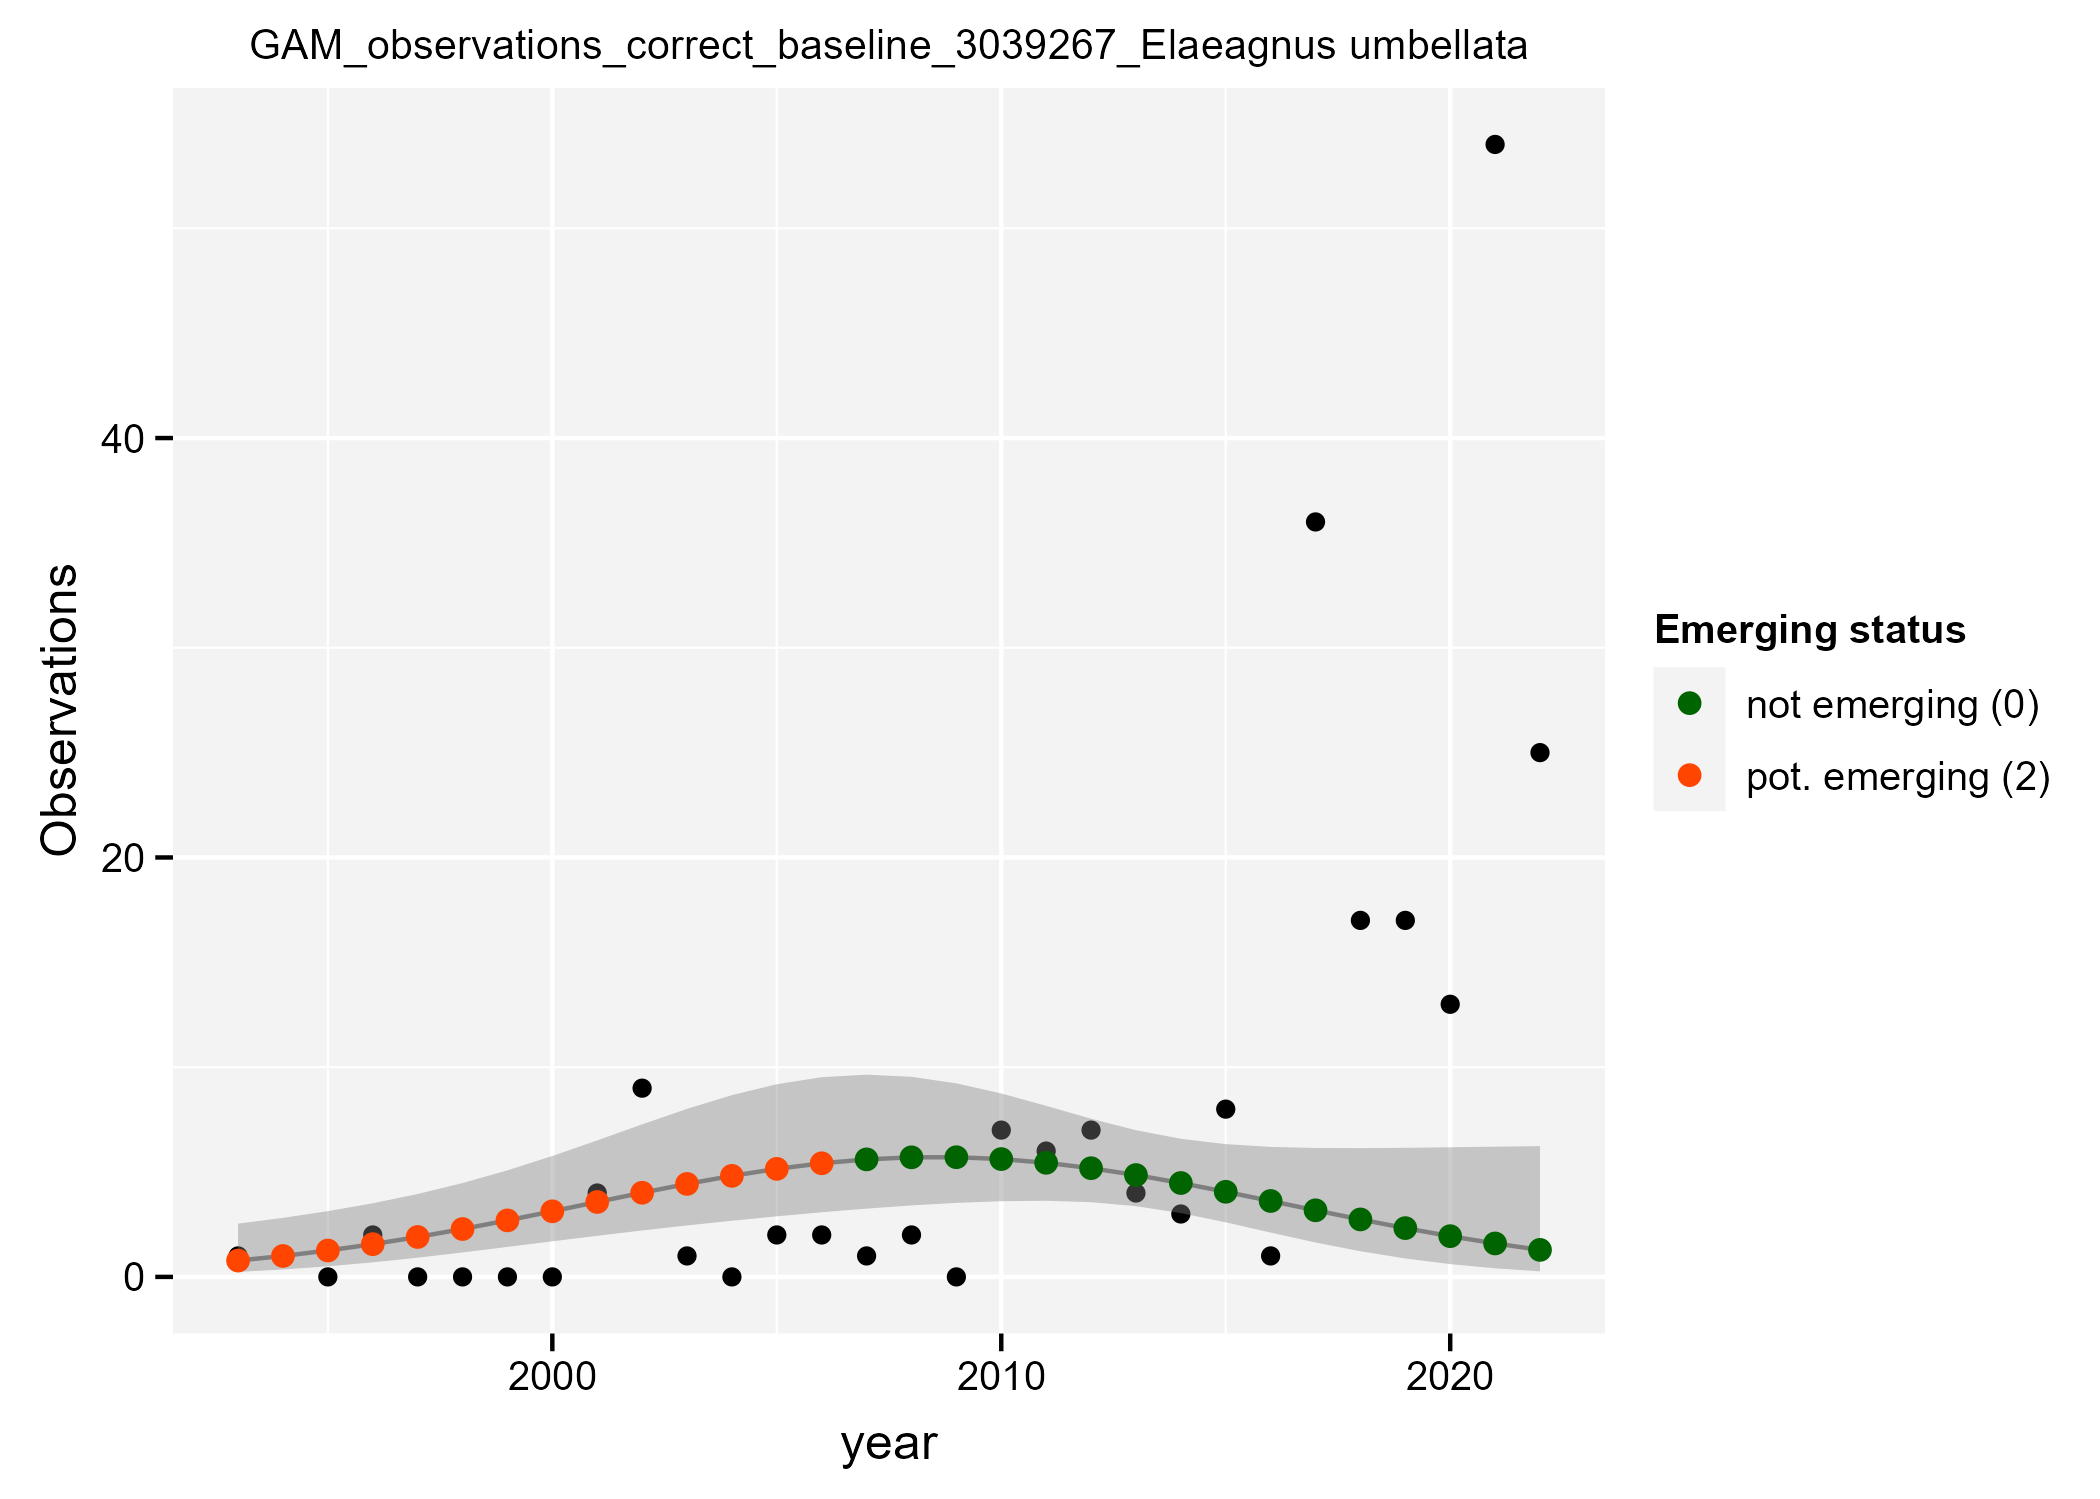 GAM_observations_correct_baseline_3039267_Elaeagnus umbellata
Observations
40
20
0
2000
2010
2020
year
Emerging status
not emerging (0)
pot. emerging (2)